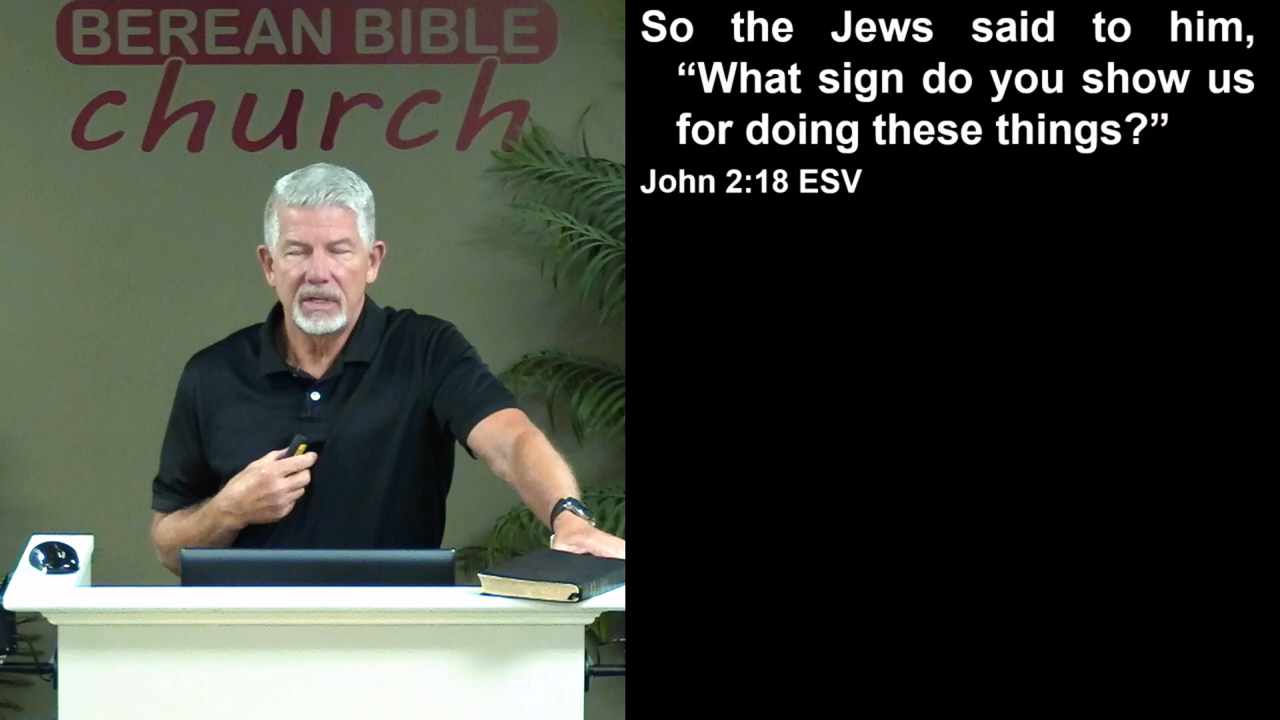 BEREAN BIBLE
church
So the Jews said to him,
“What sign do you show us
for doing these things?”
John 2:18 ESV